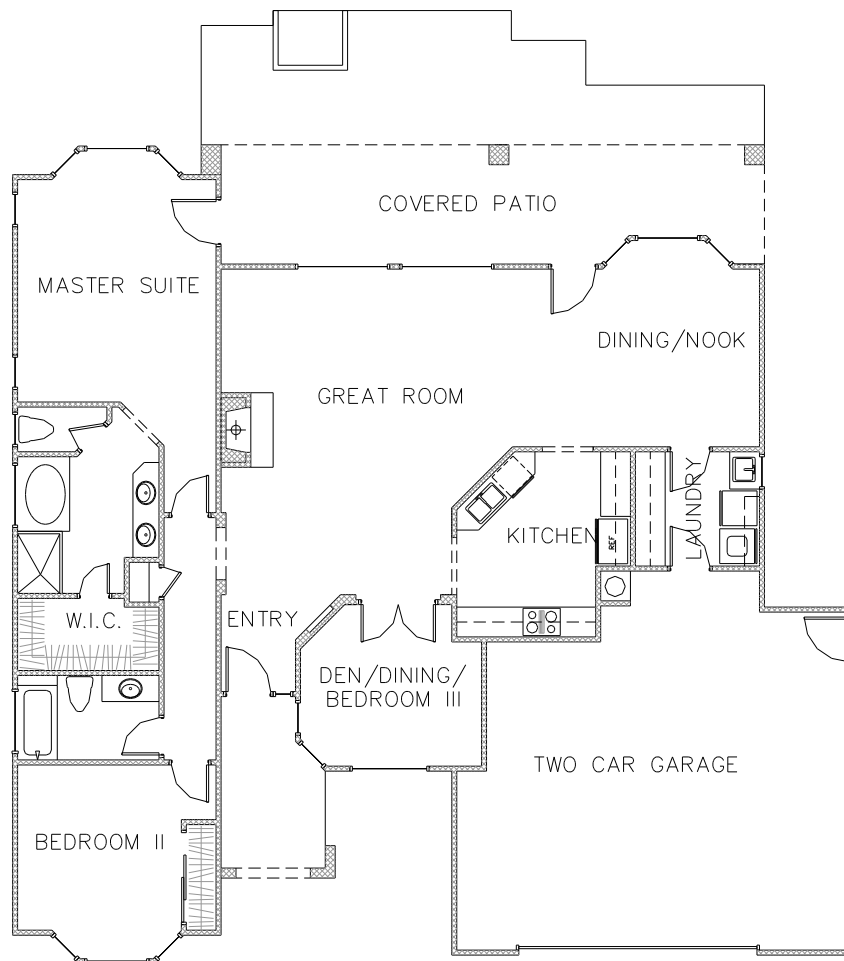 COVERED PATIO
MASTER SUITE
DINING/NOOK
GREAT ROOM
LAUNDRY
KITCHEN
REF
W.I.C.
ENTRY
DEN/DINING/
BEDROOM III
TWO CAR GARAGE
BEDROOM II